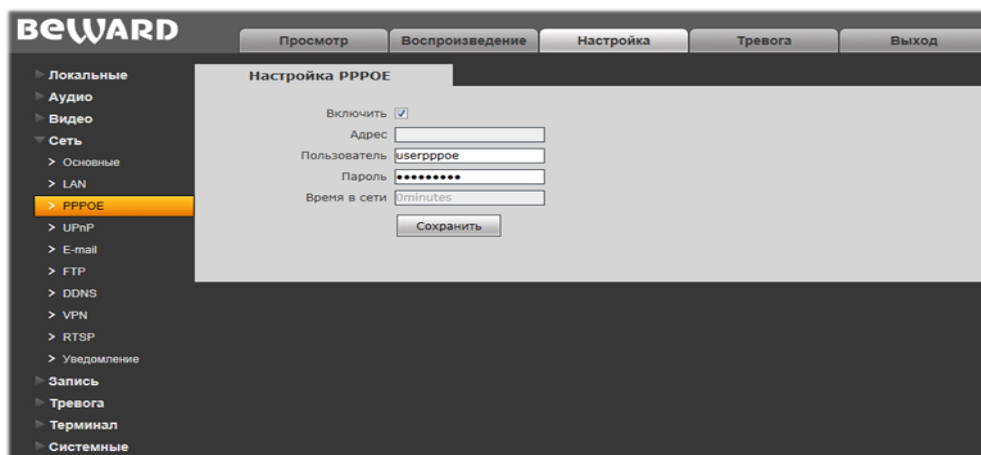 BEWARD
Просмотр Воспроизведение Настройка Тревога Выход
Локальные
Аудио
Видео
Сеть
> Основные
> LAN
> PPPOE
> UPnP
> E-mail
> FTP
> DDNS
> VPN
> RTSP
> Уведомление
Запись
Тревога
Терминал
Системные
Настройка PPPOE
Включить
Адрес
Пользователь userpppoe
Пароль •••••••••
Время в сети 0minutes
Сохранить